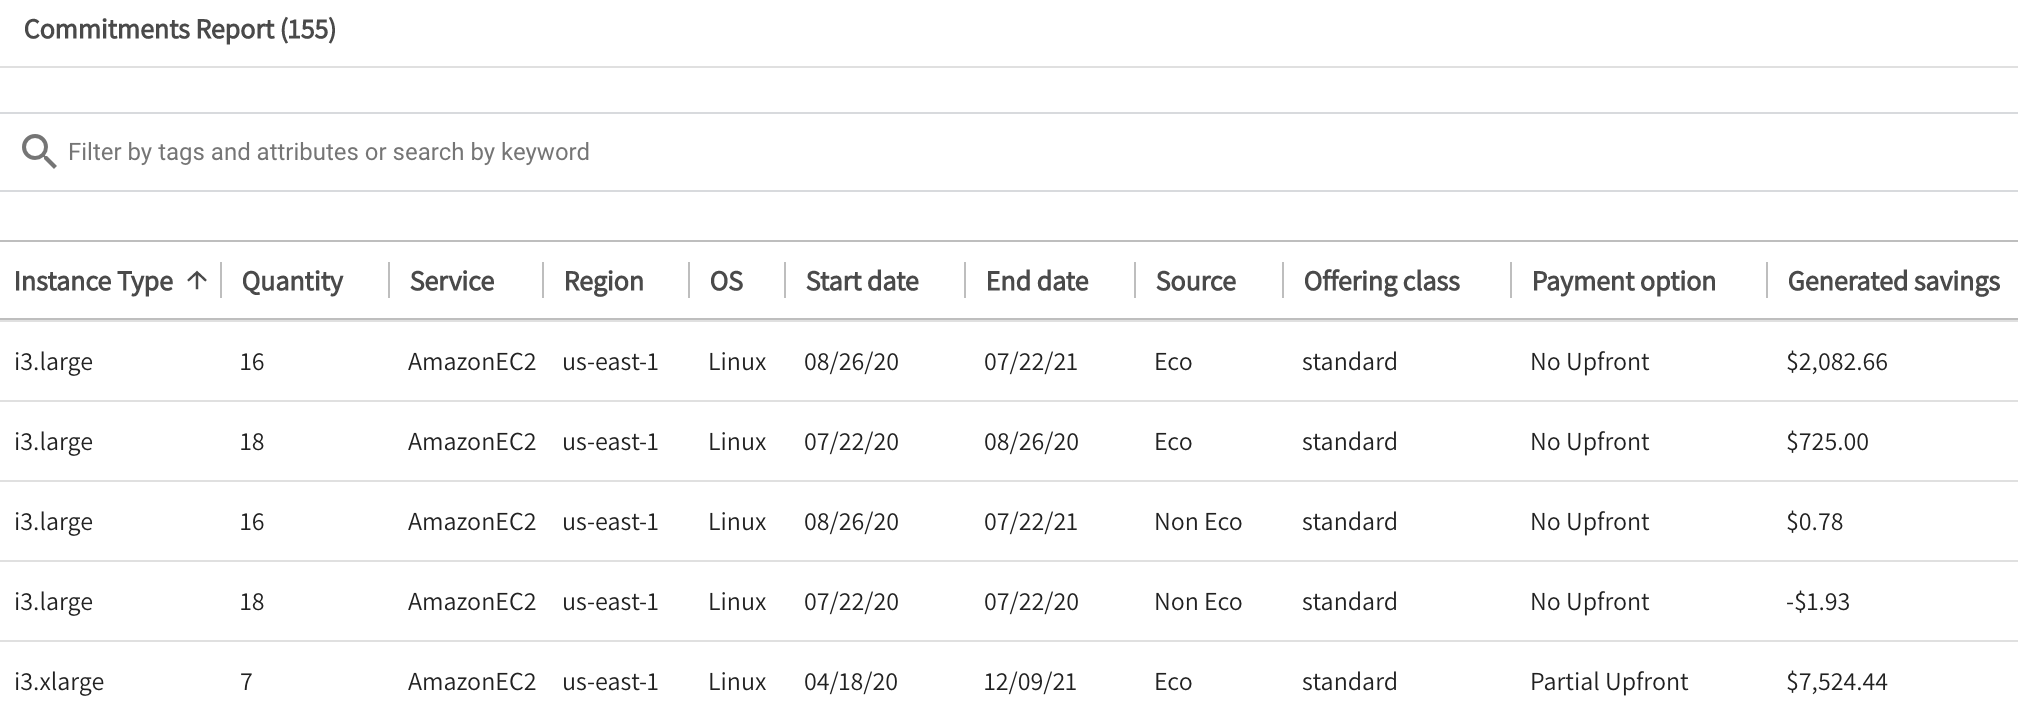 Commitments Report (155)
Filter by tags and attributes or search by keyword
Instance Type ↑ Quantity Service Region OS Start date End date Source Offering class Payment option Generated savings
i3.large 16 AmazonEC2 us-east-1 Linux 08/26/20 07/22/21 Eco standard No Upfront $2,082.66
i3.large 18 AmazonEC2 us-east-1 Linux 07/22/20 08/26/20 Eco standard No Upfront $725.00
i3.large 16 AmazonEC2 us-east-1 Linux 08/26/20 07/22/21 Non Eco standard No Upfront $0.78
i3.large 18 AmazonEC2 us-east-1 Linux 07/22/20 07/22/20 Non Eco standard No Upfront -$1.93
i3.xlarge 7 AmazonEC2 us-east-1 Linux 04/18/20 12/09/21 Eco standard Partial Upfront $7,524.44